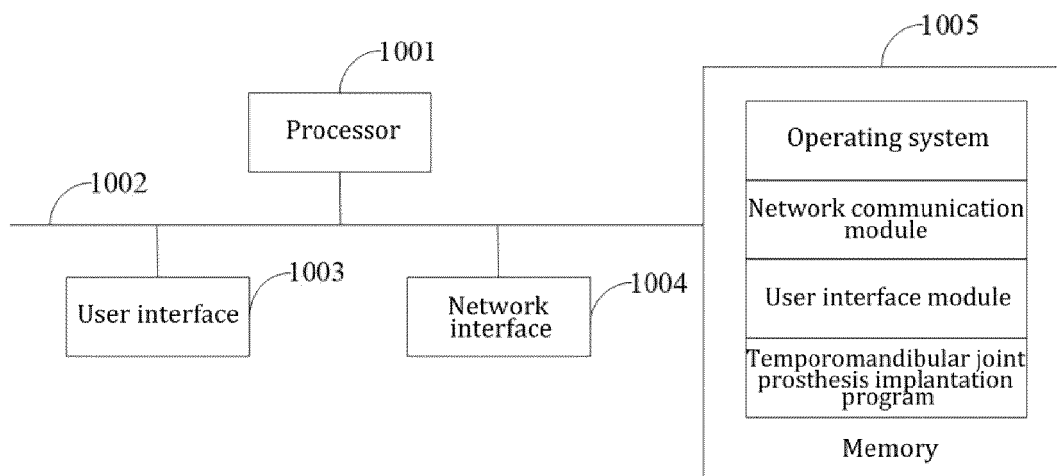 1005
1001
Processor
Operating system
1002
Network communication
module
1003
1004
User interface
Network
interface
User interface module
Temporomandibular joint
prosthesis implantation
program
Memory